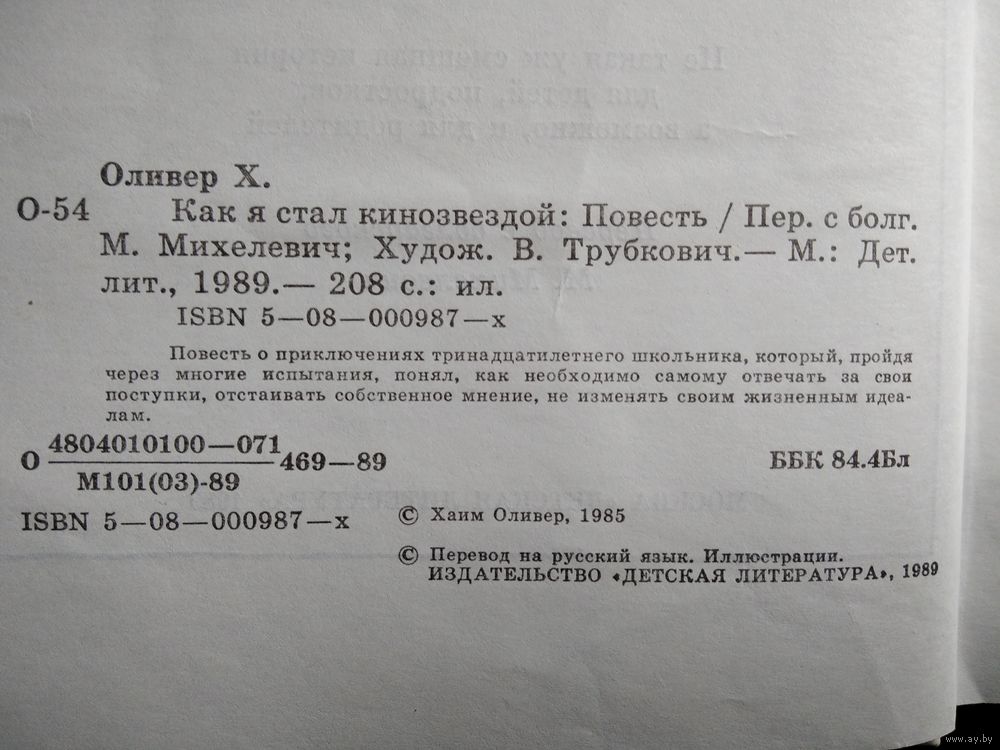 Оливер Х.
О-54 Как я стал кинозвездой: Повесть / Пер. с болг.
М. Михелевич; Худож. В. Трубкович.— М.: Дет.
лит., 1989.— 208 с.: ил.
ISBN 5—08—000987—х
Повесть о приключениях тринадцатилетнего школьника, который, пройдя
через многие испытания, понял, как необходимо самому отвечать за свои
поступки, отстаивать собственное мнение, не изменять своим жизненным идеа-
лам.
4804010100—071
О 469—89
М101(03)-89
ББК 84.4Бл
ISBN 5—08—000987—х
© Хаим Оливер, 1985
© Перевод на русский язык. Иллюстрации.
ИЗДАТЕЛЬСТВО «ДЕТСКАЯ ЛИТЕРАТУРА», 1989
www.ay.by